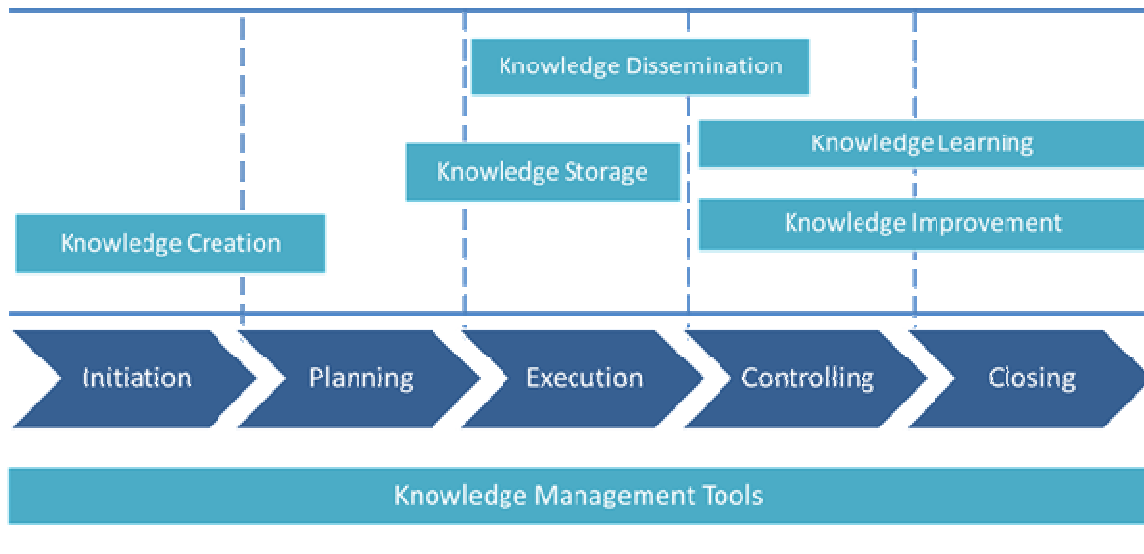 Knowledge Dissemination
Knowledge Learning
Knowledge Storage
Knowledge Improvement
Knowledge Creation
Initiation
Planning
Execution
Controlling
Closing
Knowledge Management Tools